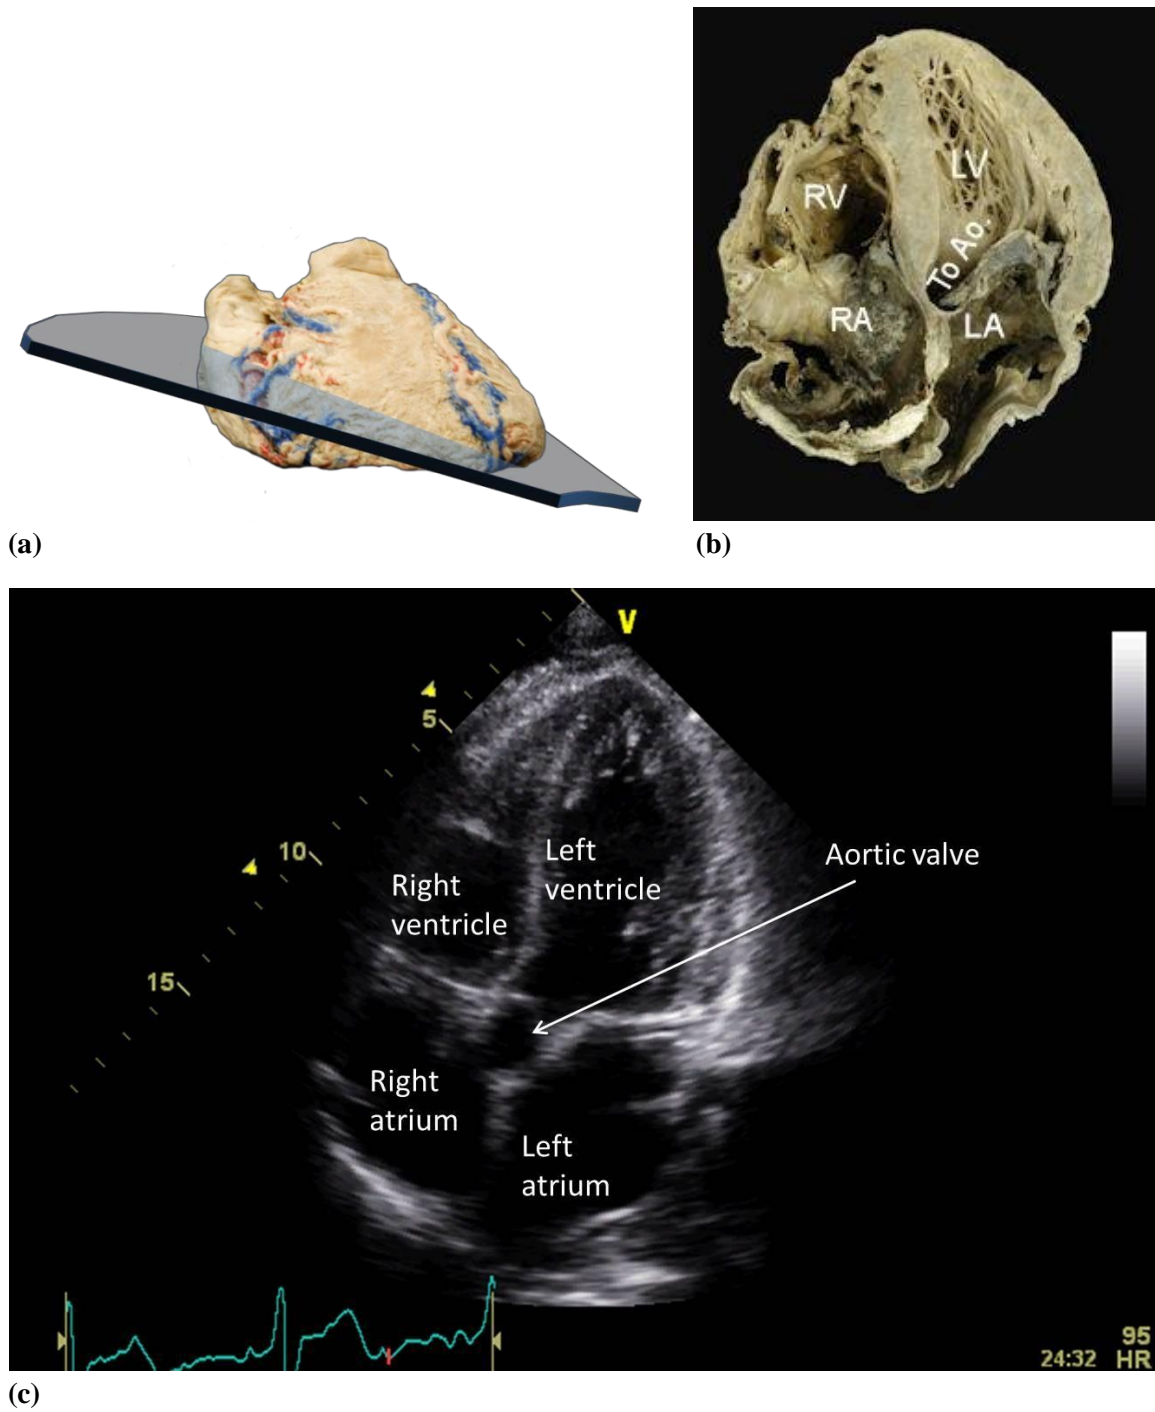 RV
LV
To Ao.
RA
LA
(a)
(b)
V
5
10
15
Left
ventricle
Right
ventricle
Aortic valve
Right
atrium
Left
atrium
95
24:32 HR
(c)